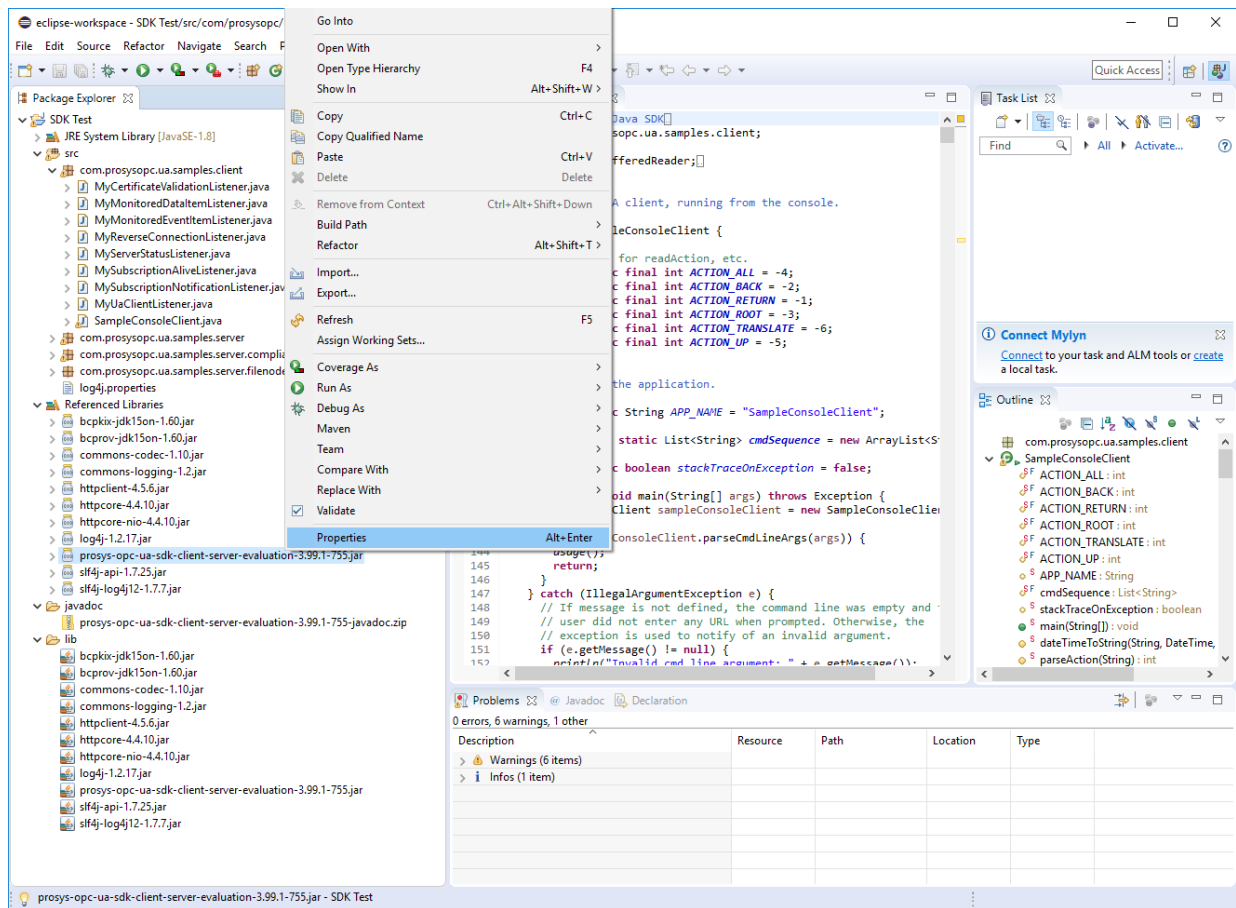 eclipse-workspace - SDK Test/src/com/prosysopc/
File Edit Source Refactor Navigate Search
Quick Access
Package Explorer
SDK Test
JRE System Library [JavaSE-1.8]
src
com.prosysopc.ua.samples.client
MyCertificateValidationListener.java
MyMonitoredDataItemListener.java
MyMonitoredEventItemListener.java
MyReverseConnectionListener.java
MyServerStatusListener.java
MySubscriptionAliveListener.java
MySubscriptionNotificationListener.jav
MyUaClientListener.java
SampleConsoleClient.java
com.prosysopc.ua.samples.server
com.prosysopc.ua.samples.server.complia
com.prosysopc.ua.samples.server.filenode
log4j.properties
Referenced Libraries
bcpkix-jdk15on-1.60.jar
bcprov-jdk15on-1.60.jar
commons-codec-1.10.jar
commons-logging-1.2.jar
httpclient-4.5.6.jar
httpcore-4.4.10.jar
httpcore-nio-4.4.10.jar
log4j-1.2.17.jar
prosys-opc-ua-sdk-client-server-evaluation-3.99.1-755.jar
slf4j-api-1.7.25.jar
slf4j-log4j12-1.7.7.jar
javadoc
prosys-opc-ua-sdk-client-server-evaluation-3.99.1-755-javadoc.zip
lib
bcpkix-jdk15on-1.60.jar
bcprov-jdk15on-1.60.jar
commons-codec-1.10.jar
commons-logging-1.2.jar
httpclient-4.5.6.jar
httpcore-4.4.10.jar
httpcore-nio-4.4.10.jar
log4j-1.2.17.jar
prosys-opc-ua-sdk-client-server-evaluation-3.99.1-755.jar
slf4j-api-1.7.25.jar
slf4j-log4j12-1.7.7.jar
Go Into
Open With
Open Type Hierarchy F4
Show In Alt+Shift+W
Copy Ctrl+C
Copy Qualified Name
Paste Ctrl+V
Delete Delete
Remove from Context Ctrl+Alt+Shift+Down
Build Path
Refactor Alt+Shift+T
Import...
Export...
Refresh F5
Assign Working Sets...
Coverage As
Run As
Debug As
Maven
Team
Compare With
Replace With
Validate
Properties Alt+Enter
Java SDK
sopc.ua.samples.client;
fferedReader;
A client, running from the console.
leConsoleClient {
for readAction, etc.
c final int ACTION_ALL = -4;
c final int ACTION_BACK = -2;
c final int ACTION_RETURN = -1;
c final int ACTION_ROOT = -3;
c final int ACTION_TRANSLATE = -6;
c final int ACTION_UP = -5;
the application.
c String APP_NAME = "SampleConsoleClient";
static List<String> cmdSequence = new ArrayList<S
c boolean stackTraceOnException = false;
oid main(String[] args) throws Exception {
Client sampleConsoleClient = new SampleConsoleClie
ConsoleClient.parseCmdLineArgs(args)) {
144 usage();
145 return;
146 }
147 } catch (IllegalArgumentException e) {
148 // If message is not defined, the command line was empty and
149 // user did not enter any URL when prompted. Otherwise, the
150 // exception is used to notify of an invalid argument.
151 if (e.getMessage() != null) {
152 println("Invalid cmd line argument: " + e.getMessage());
Task List
Find All Activate...
Connect Mylyn
Connect to your task and ALM tools or create
a local task.
Outline
com.prosysopc.ua.samples.client
SampleConsoleClient
ACTION_ALL : int
ACTION_BACK : int
ACTION_RETURN : int
ACTION_ROOT : int
ACTION_TRANSLATE : int
ACTION_UP : int
APP_NAME : String
cmdSequence : List<String>
stackTraceOnException : boolean
main(String[]) : void
dateTimeToString(String, DateTime,
parseAction(String) : int
Problems Javadoc Declaration
0 errors, 6 warnings, 1 other
Description Resource Path Location Type
Warnings (6 items)
Infos (1 item)
prosys-opc-ua-sdk-client-server-evaluation-3.99.1-755.jar - SDK Test